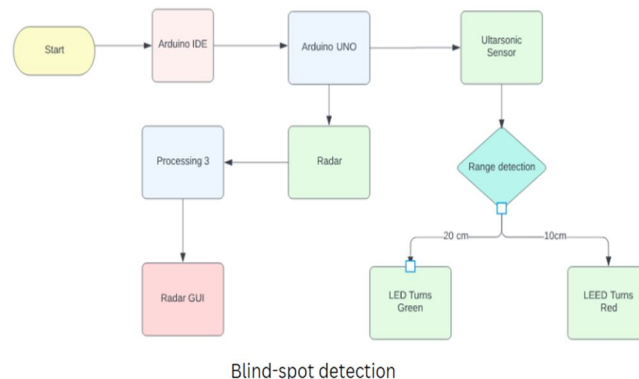 Start
Arduino IDE
Arduino UNO
Ultarsonic
Sensor
Processing 3
Radar
Range detection
20 cm
10cm
Radar GUI
LED Turns
Green
LEED Turns
Red
Blind-spot detection